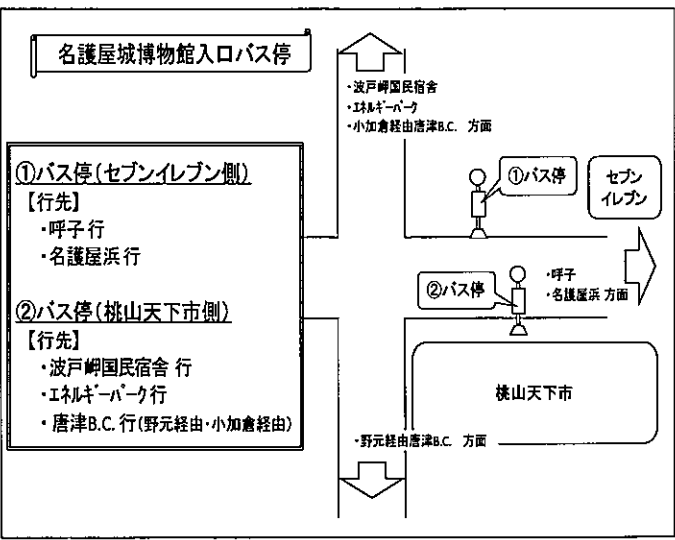 名護屋城博物館入口バス停
・波戸岬国民宿舎
・エネルギーパーク
・小加倉経由唐津B.C. 方面
①バス停(セブンイレブン側)
【行先】
・呼子 行
・名護屋浜 行
②バス停(桃山天下市側)
【行先】
・波戸岬国民宿舎 行
・エネルギーパーク 行
・唐津B.C. 行(野元経由・小加倉経由)
①バス停
セブン
イレブン
②バス停
・呼子
・名護屋浜 方面
桃山天下市
・野元経由唐津B.C. 方面